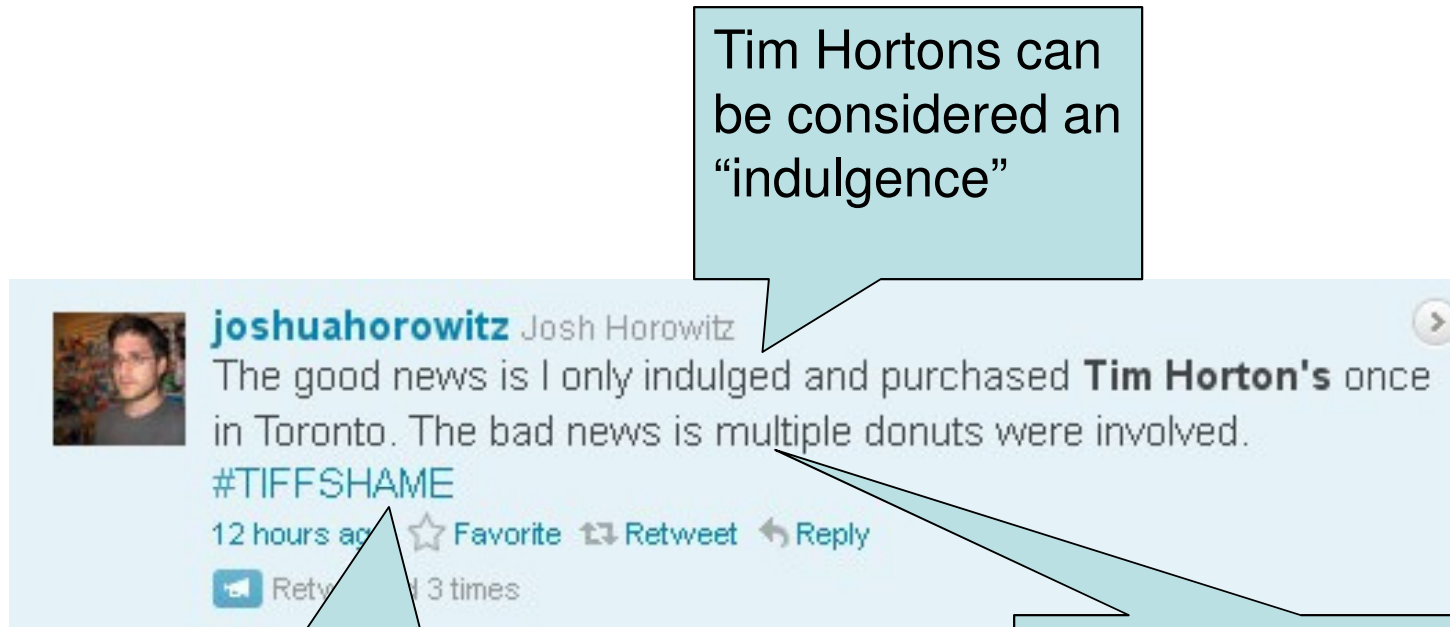 Tim Hortons can
be considered an
“indulgence”
joshuahorowitz Josh Horowitz
The good news is I only indulged and purchased Tim Horton's once
in Toronto. The bad news is multiple donuts were involved.
#TIFFSHAME
12 hours Favorite Retweet Reply
3 times